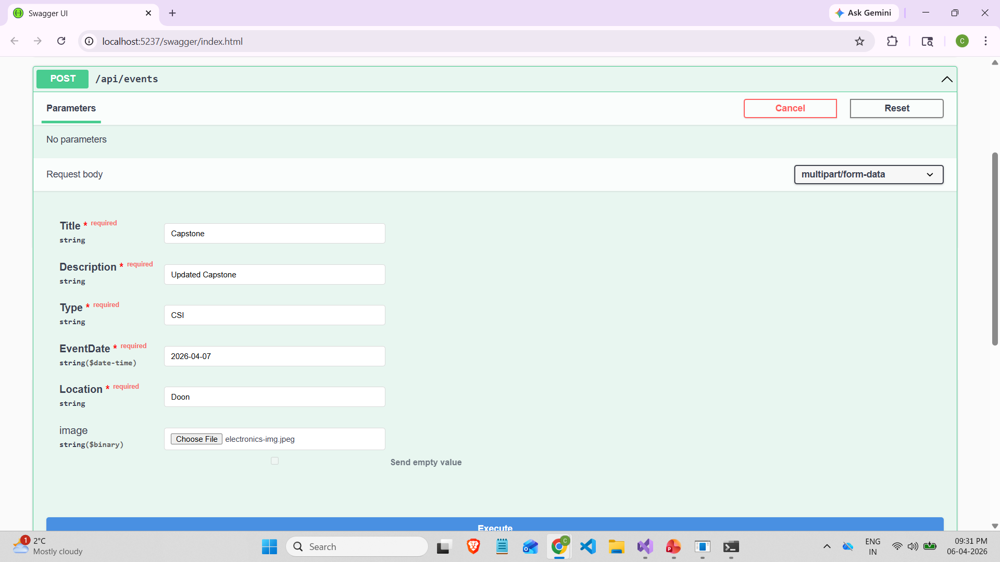 Swagger UI
Ask Gemini
localhost:5237/swagger/index.html
C
POST /api/events
Parameters
Cancel
Reset
No parameters
Request body
multipart/form-data
Title * required
string
Capstone
Description * required
string
Updated Capstone
Type * required
string
CSI
EventDate * required
string($date-time)
2026-04-07
Location * required
string
Doon
image
string($binary)
Choose File electronics-img.jpeg
Send empty value
Execute
1
2°C
Mostly cloudy
Search
C
ENG
IN
09:31 PM
06-04-2026